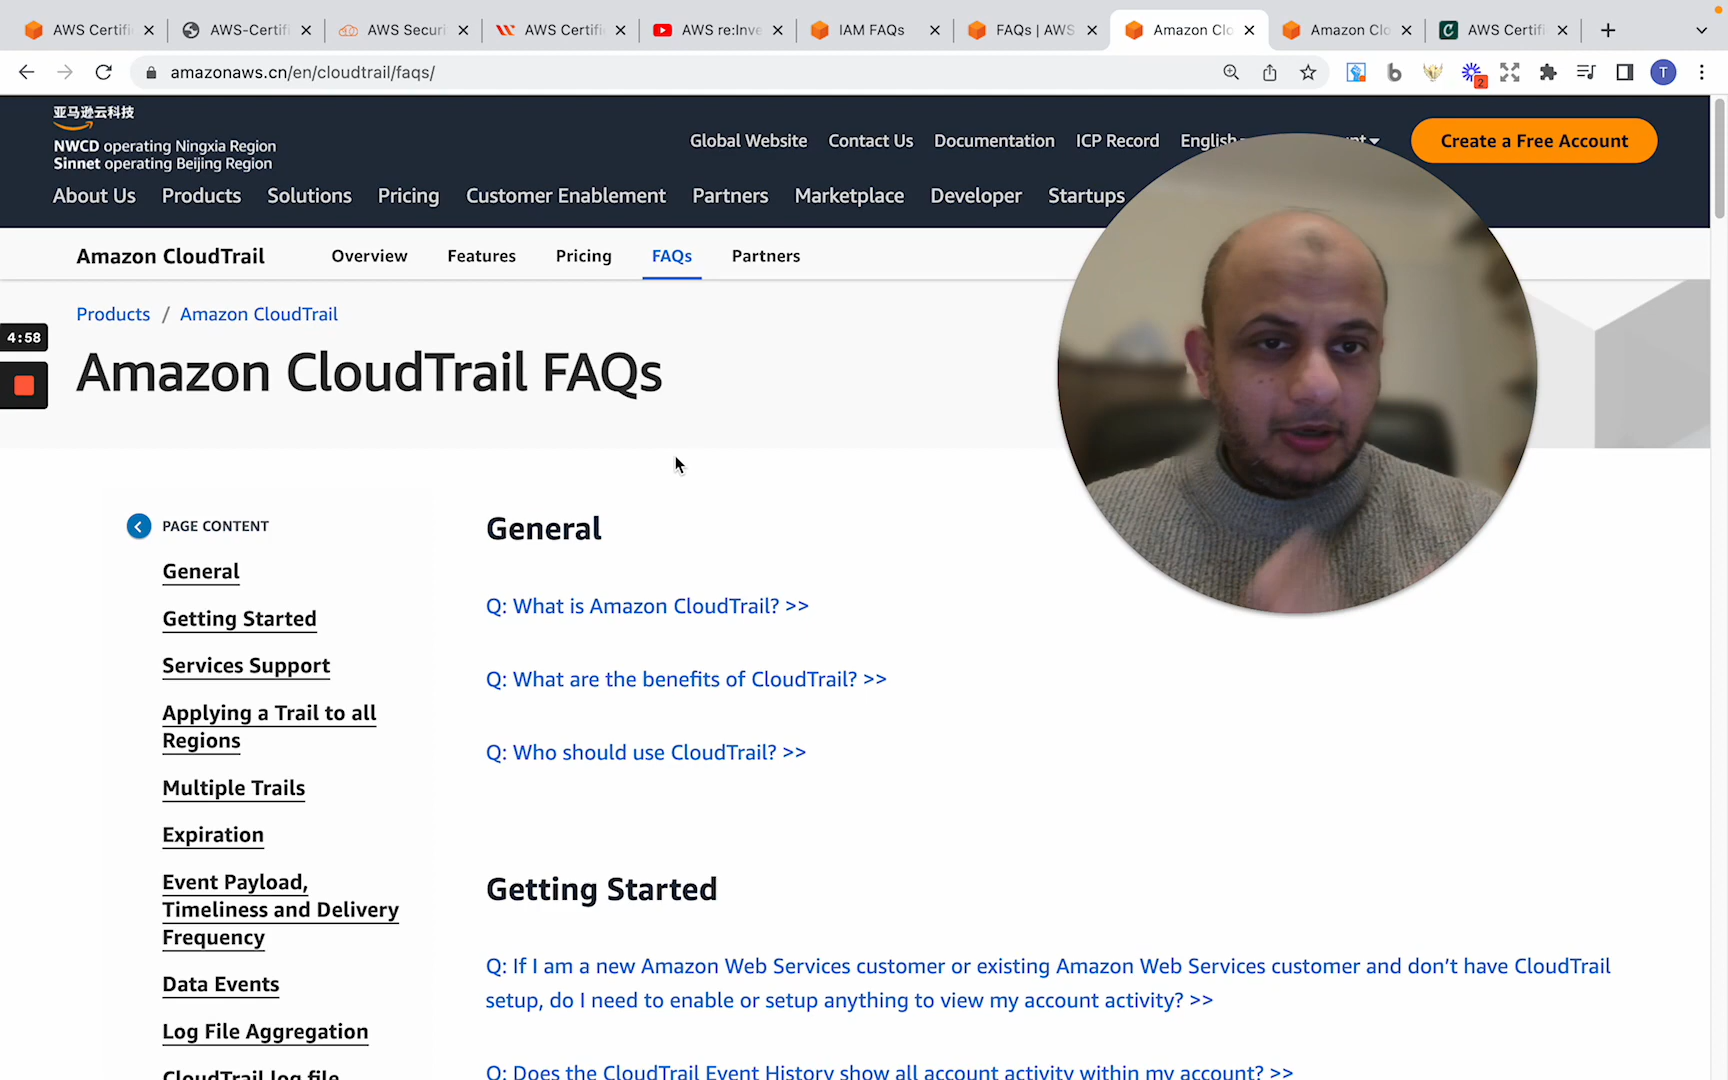 AWS Certifi
AWS-Certifi
AWS Securi
AWS Certifi
AWS re:Inve
IAM FAQs
FAQs | AWS
Amazon Clo
Amazon Clo
AWS Certifi
amazonaws.cn/en/cloudtrail/faqs/
2
T
亚马逊云科技
NWCD operating Ningxia Region
Sinnet operating Beijing Region
Global Website
Contact Us
Documentation
ICP Record
English
Create a Free Account
About Us
Products
Solutions
Pricing
Customer Enablement
Partners
Marketplace
Developer
Startups
Amazon CloudTrail
Overview
Features
Pricing
FAQs
Partners
Products / Amazon CloudTrail
4:58
Amazon CloudTrail FAQs
PAGE CONTENT
General
Getting Started
Services Support
Applying a Trail to all
Regions
Multiple Trails
Expiration
Event Payload,
Timeliness and Delivery
Frequency
Data Events
Log File Aggregation
CloudTrail log file
General
Q: What is Amazon CloudTrail? >>
Q: What are the benefits of CloudTrail? >>
Q: Who should use CloudTrail? >>
Getting Started
Q: If I am a new Amazon Web Services customer or existing Amazon Web Services customer and don’t have CloudTrail
setup, do I need to enable or setup anything to view my account activity? >>
Q: Does the CloudTrail Event History show all account activity within my account? >>